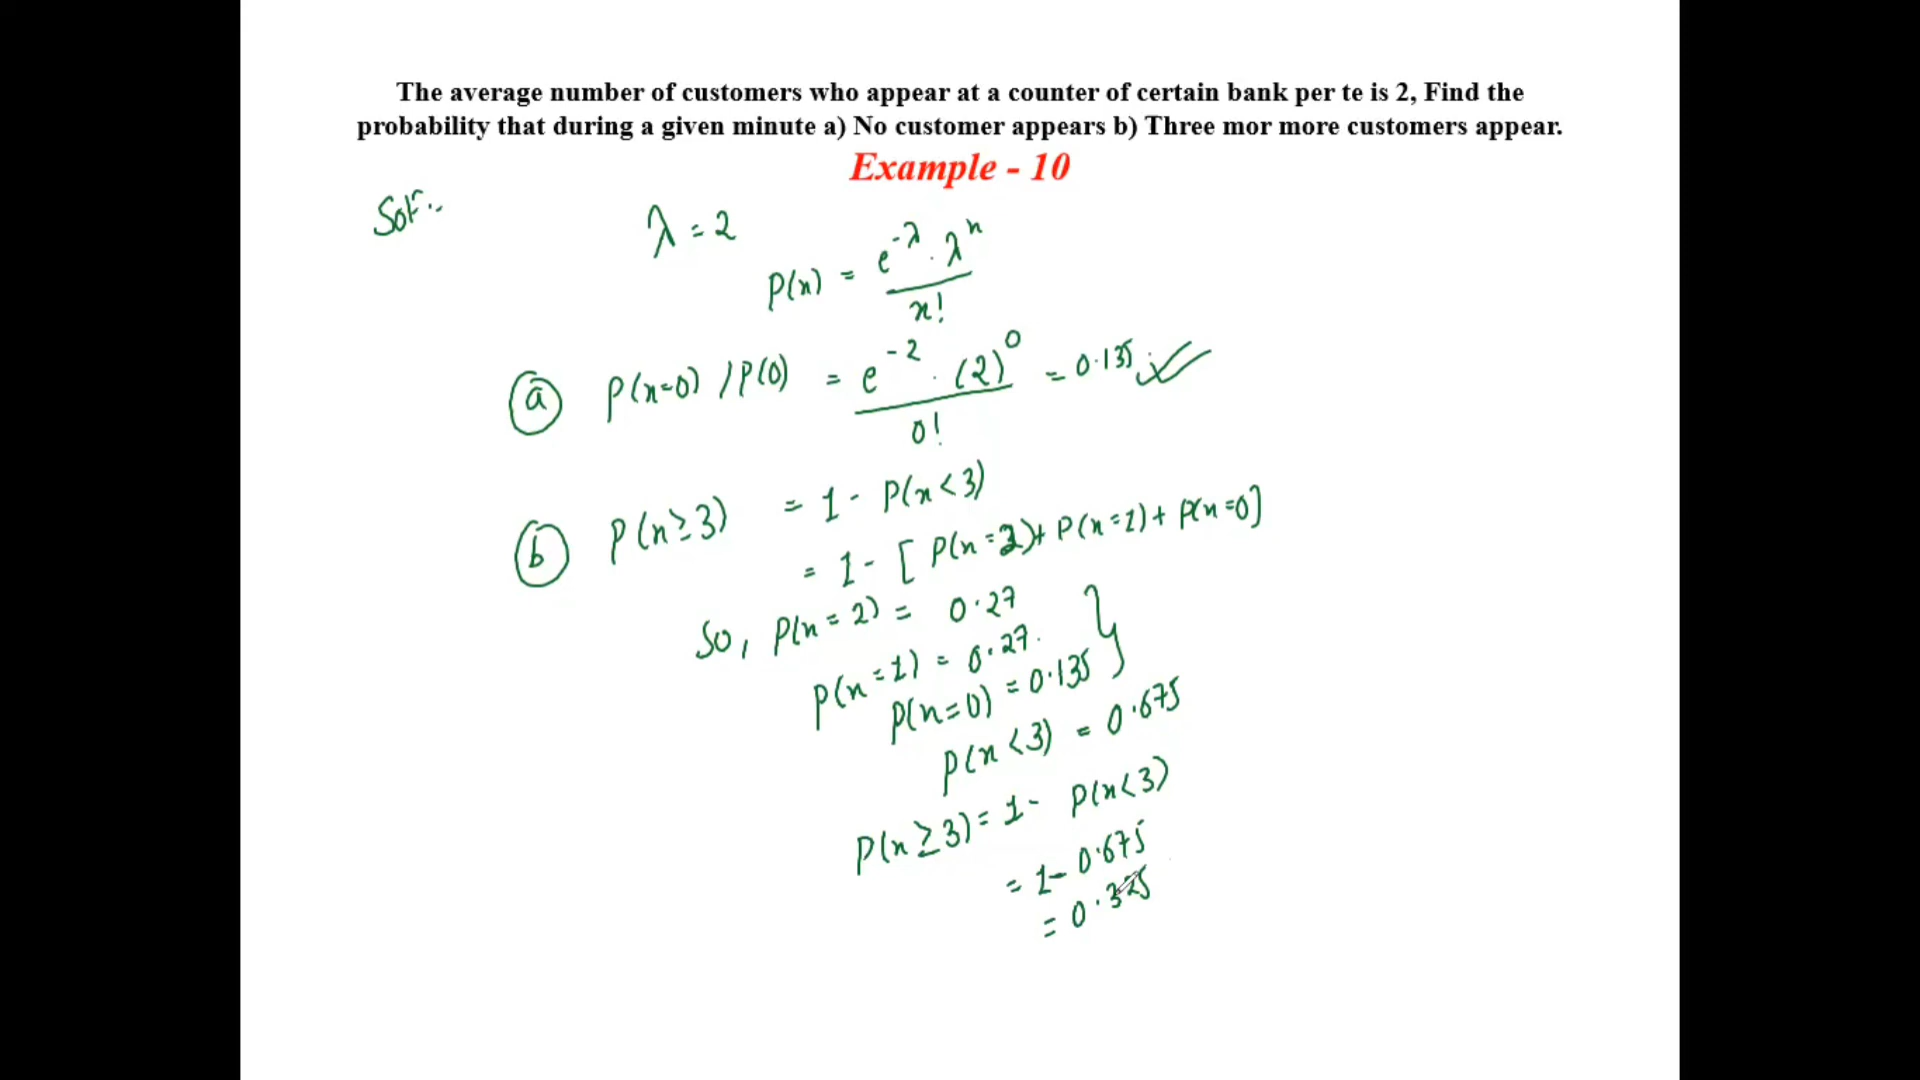 The average number of customers who appear at a counter of certain bank per te is 2, Find the
probability that during a given minute a) No customer appears b) Three mor more customers appear.
Example - 10
Sol:-
λ = 2
P(x) = e^-λ . λ^x / x!
(a) P(x=0) / P(0) = e^-2 . (2)^0 / 0! = 0.135
(b) P(x≥3) = 1 - P(x<3)
= 1 - [P(x=2)+ P(x=1)+ P(x=0]
So, P(x=2) = 0.27
P(x=1) = 0.27.
P(x=0) = 0.135
P(x<3) = 0.675
P(x≥3) = 1 - P(x<3)
= 1 - 0.675
= 0.325